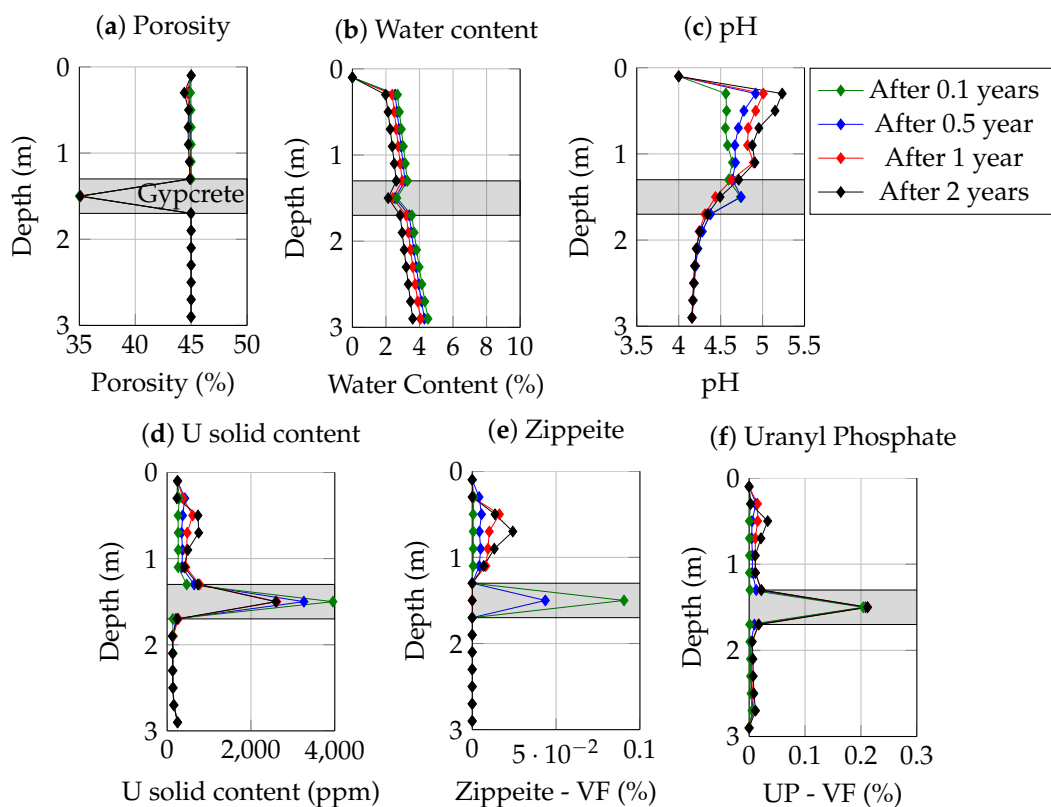 (a) Porosity
(b) Water content
(c) pH
0
1
2
3
Depth (m)
35
40
45
50
Porosity (%)
Gypcrete
0
1
2
3
Depth (m)
0
2
4
6
8
10
Water Content (%)
0
1
2
3
Depth (m)
3.5
4
4.5
5
5.5
pH
After 0.1 years
After 0.5 year
After 1 year
After 2 years
(d) U solid content
(e) Zippeite
(f) Uranyl Phosphate
0
1
2
3
Depth (m)
0
2,000
4,000
U solid content (ppm)
0
1
2
3
Depth (m)
0
5 · 10⁻²
0.1
Zippeite - VF (%)
0
1
2
3
Depth (m)
0
0.1
0.2
0.3
UP - VF (%)